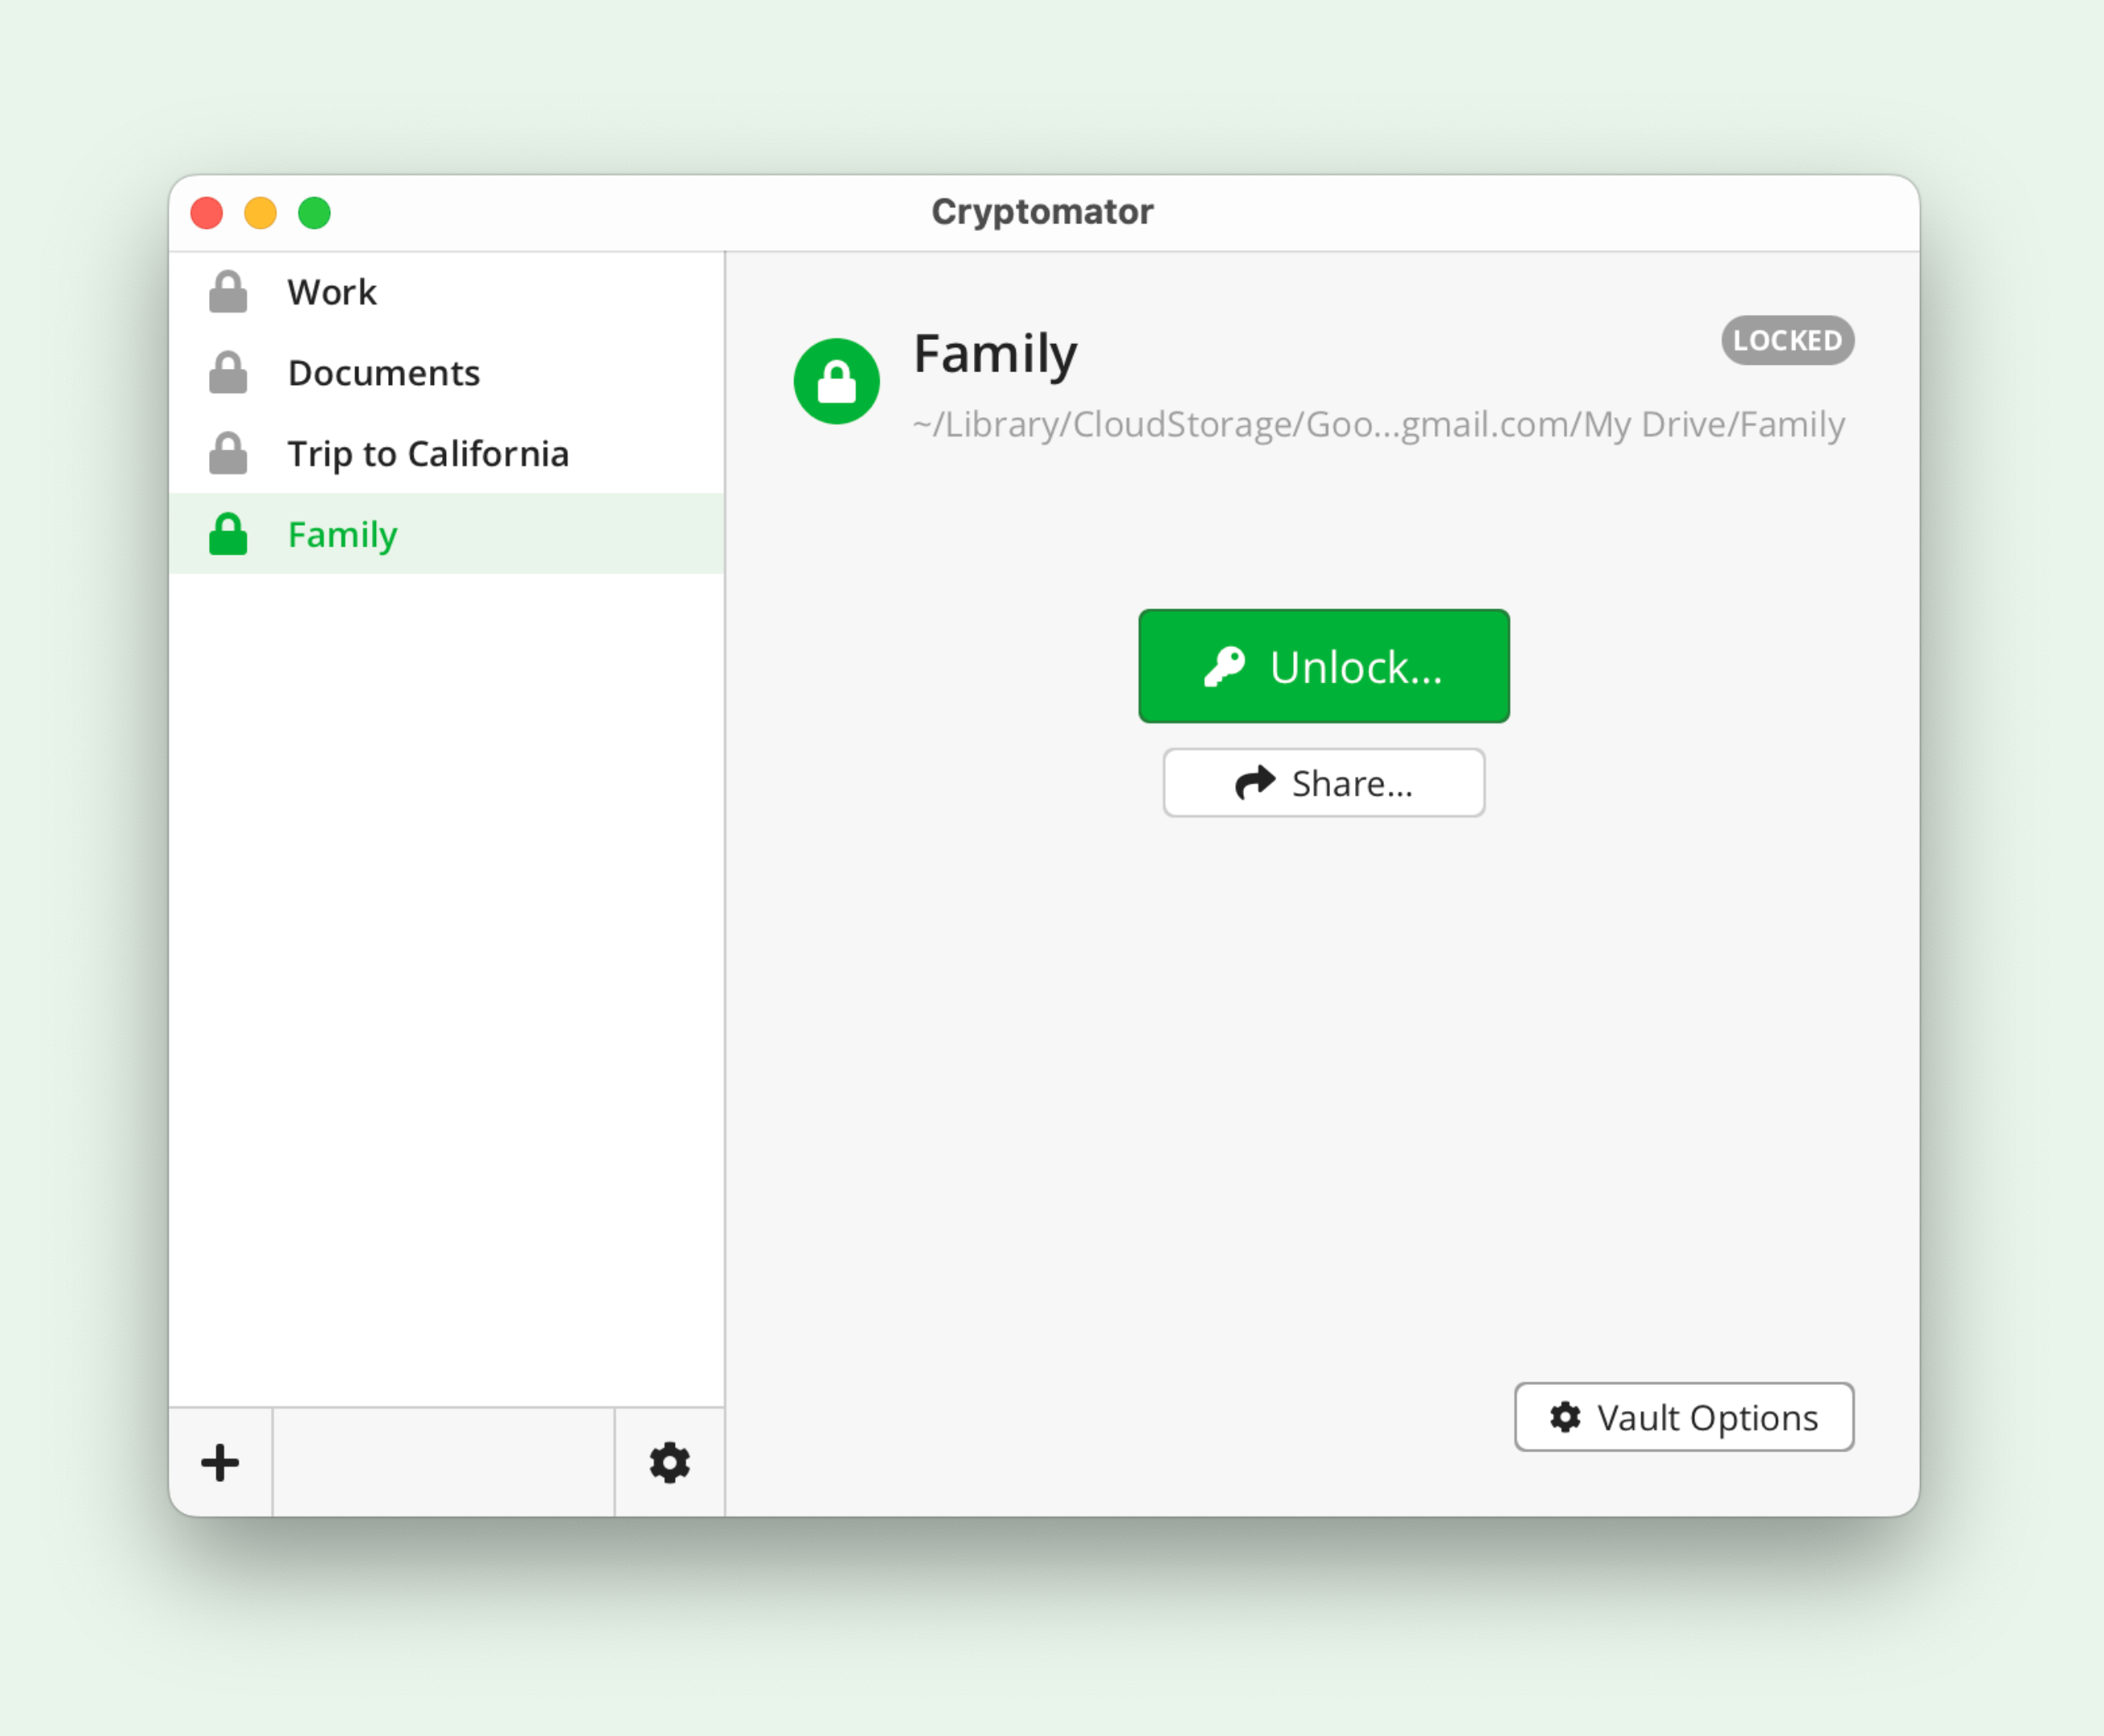 Cryptomator
Work
Documents
Trip to California
Family
Family
LOCKED
~/Library/CloudStorage/Goo...gmail.com/My Drive/Family
Unlock...
Share...
Vault Options